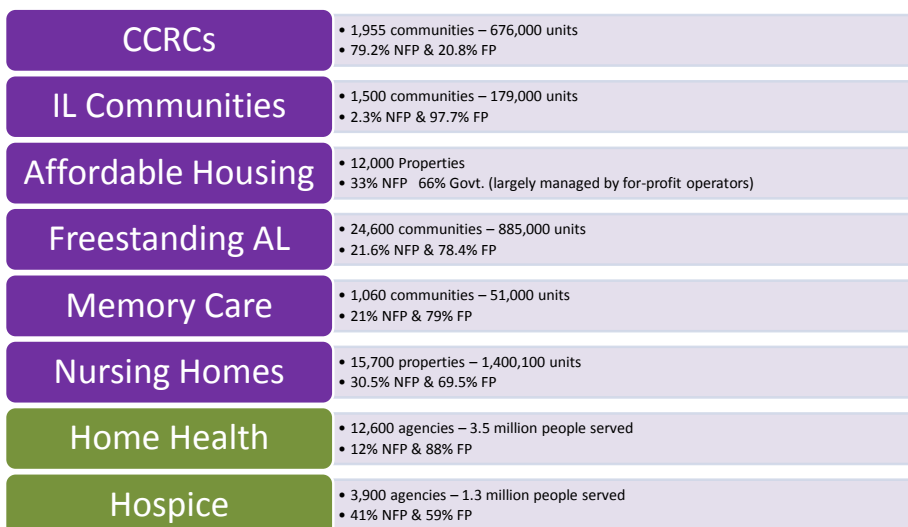 CCRCs
• 1,955 communities – 676,000 units
• 79.2% NFP & 20.8% FP
IL Communities
• 1,500 communities – 179,000 units
• 2.3% NFP & 97.7% FP
Affordable Housing
• 12,000 Properties
• 33% NFP   66% Govt. (largely managed by for-profit operators)
Freestanding AL
• 24,600 communities – 885,000 units
• 21.6% NFP & 78.4% FP
Memory Care
• 1,060 communities – 51,000 units
• 21% NFP & 79% FP
Nursing Homes
• 15,700 properties – 1,400,100 units
• 30.5% NFP & 69.5% FP
Home Health
• 12,600 agencies – 3.5 million people served
• 12% NFP & 88% FP
Hospice
• 3,900 agencies – 1.3 million people served
• 41% NFP & 59% FP